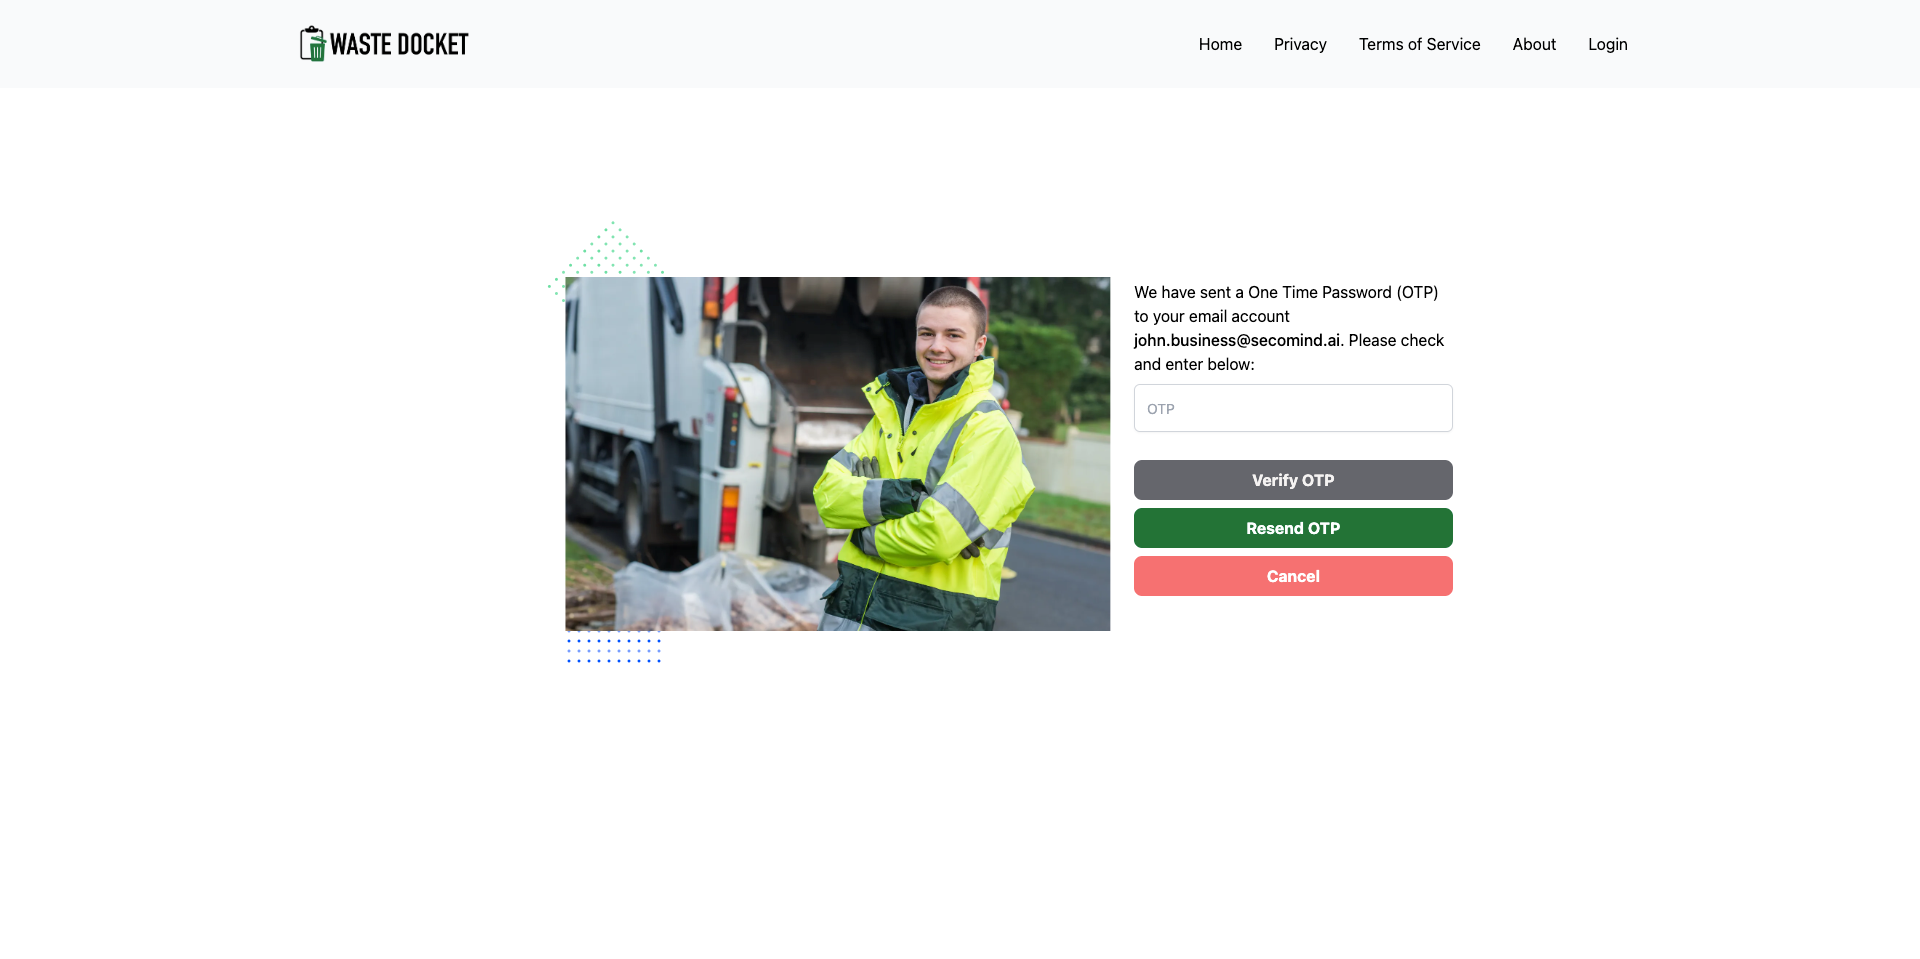 WASTE DOCKET
Home Privacy Terms of Service About Login
We have sent a One Time Password (OTP)
to your email account
john.business@secomind.ai. Please check
and enter below:
OTP
Verify OTP
Resend OTP
Cancel